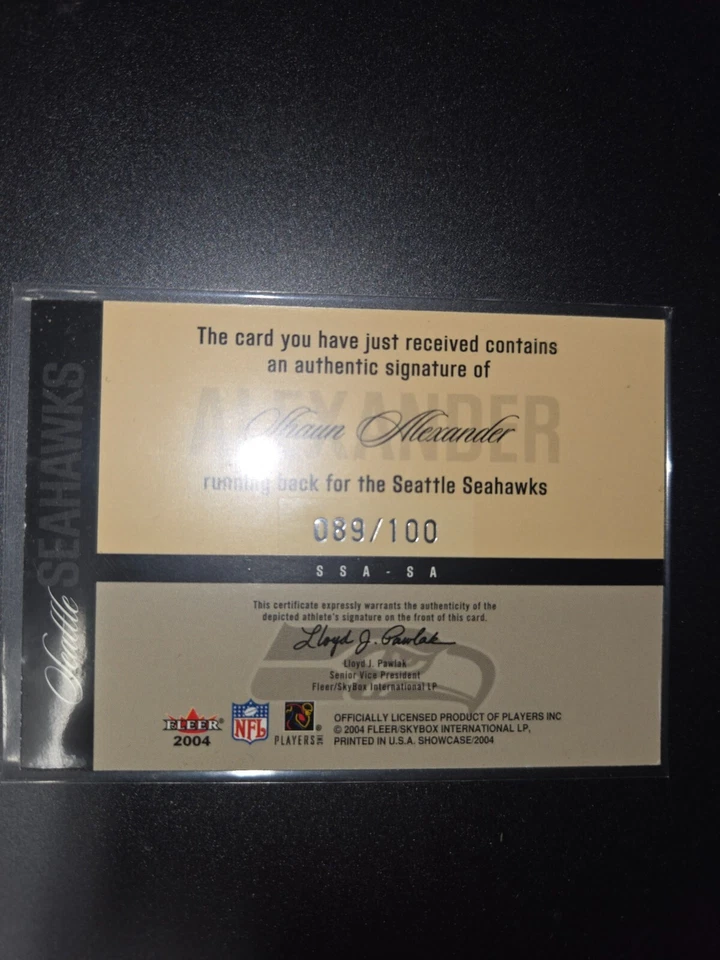 Seattle SEAHAWKS
The card you have just received contains
an authentic signature of
ALEXANDER
Shaun Alexander
running back for the Seattle Seahawks
089/100
SSA-SA
This certificate expressly warrants the authenticity of the
depicted athlete's signature on the front of this card.
Lloyd J. Pawlak
Lloyd J. Pawlak
Senior Vice President
Fleer/SkyBox International LP
FLEER®
2004
NFL
PLAYERS INC
OFFICIALLY LICENSED PRODUCT OF PLAYERS INC
© 2004 FLEER/SKYBOX INTERNATIONAL LP,
PRINTED IN U.S.A. SHOWCASE/2004